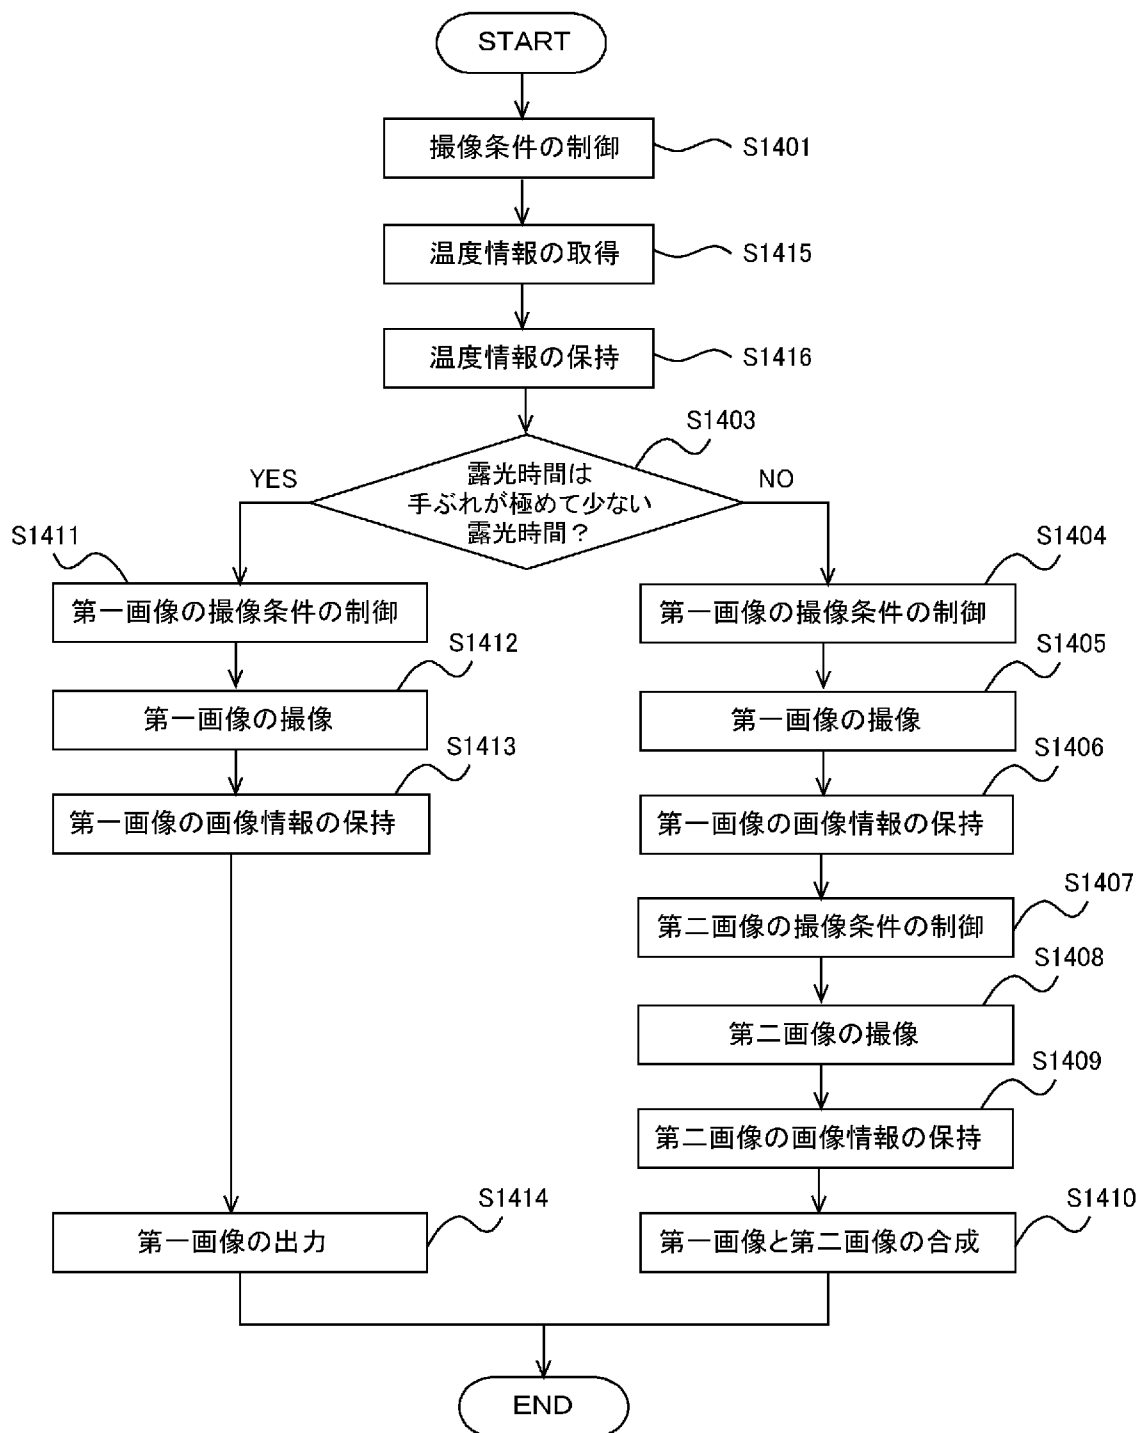 START
撮像条件の制御
S1401
温度情報の取得
S1415
温度情報の保持
S1416
S1403
露光時間は
手ぶれが極めて少ない
露光時間？
YES
NO
S1411
第一画像の撮像条件の制御
S1412
第一画像の撮像
S1413
第一画像の画像情報の保持
S1414
第一画像の出力
S1404
第一画像の撮像条件の制御
S1405
第一画像の撮像
S1406
第一画像の画像情報の保持
S1407
第二画像の撮像条件の制御
S1408
第二画像の撮像
S1409
第二画像の画像情報の保持
S1410
第一画像と第二画像の合成
END